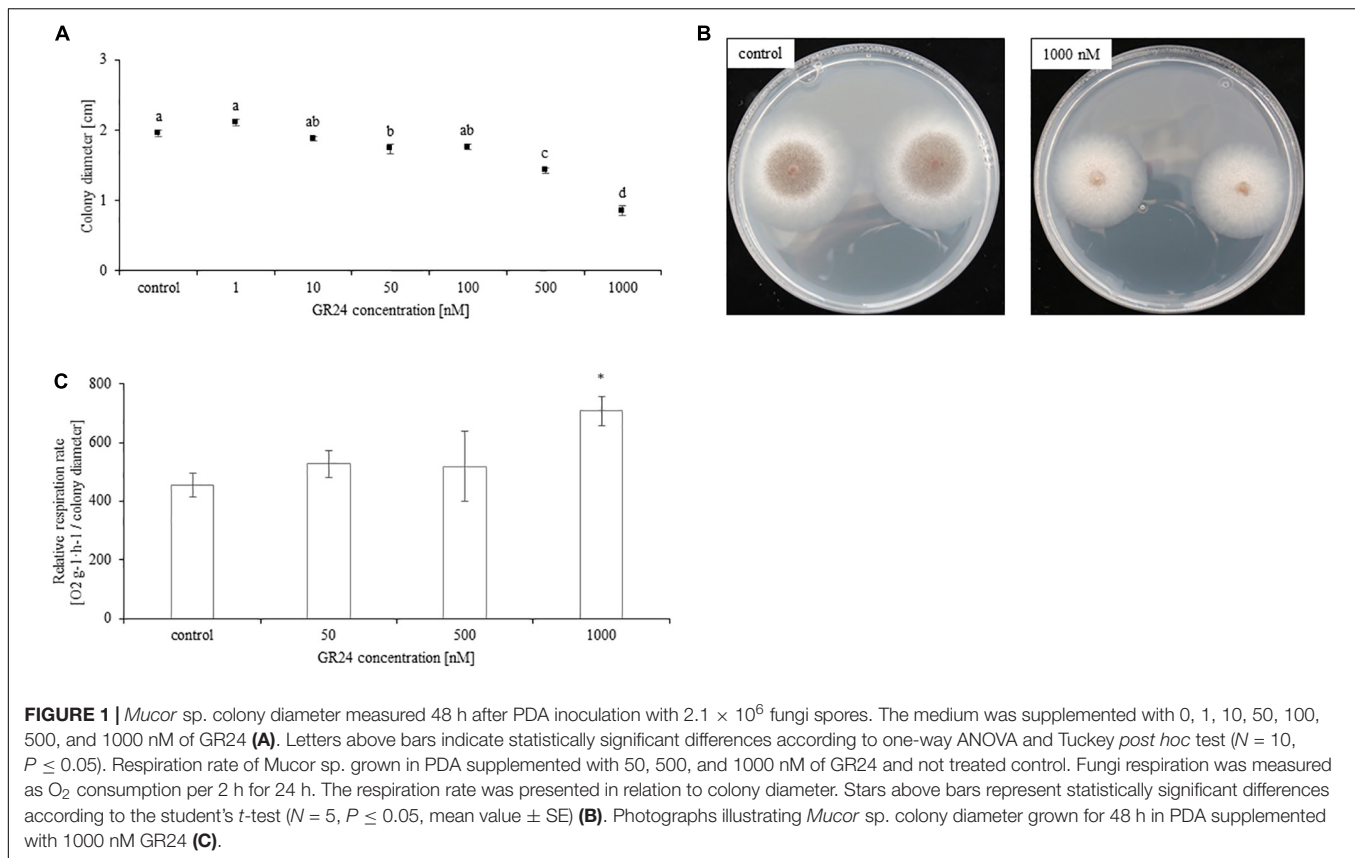 A
3
2
1
0
Colony diameter [cm]
a
a
ab
b
ab
c
d
control 1 10 50 100 500 1000
GR24 concentration [nM]
B
control
1000 nM
C
800
600
400
200
0
Relative respiration rate
[O2 g-1·h-1 / colony diameter]
*
control 50 500 1000
GR24 concentration [nM]
FIGURE 1 | Mucor sp. colony diameter measured 48 h after PDA inoculation with 2.1 × 10⁶ fungi spores. The medium was supplemented with 0, 1, 10, 50, 100,
500, and 1000 nM of GR24 (A). Letters above bars indicate statistically significant differences according to one-way ANOVA and Tuckey post hoc test (N = 10,
P ≤ 0.05). Respiration rate of Mucor sp. grown in PDA supplemented with 50, 500, and 1000 nM of GR24 and not treated control. Fungi respiration was measured
as O₂ consumption per 2 h for 24 h. The respiration rate was presented in relation to colony diameter. Stars above bars represent statistically significant differences
according to the student's t-test (N = 5, P ≤ 0.05, mean value ± SE) (B). Photographs illustrating Mucor sp. colony diameter grown for 48 h in PDA supplemented
with 1000 nM GR24 (C).